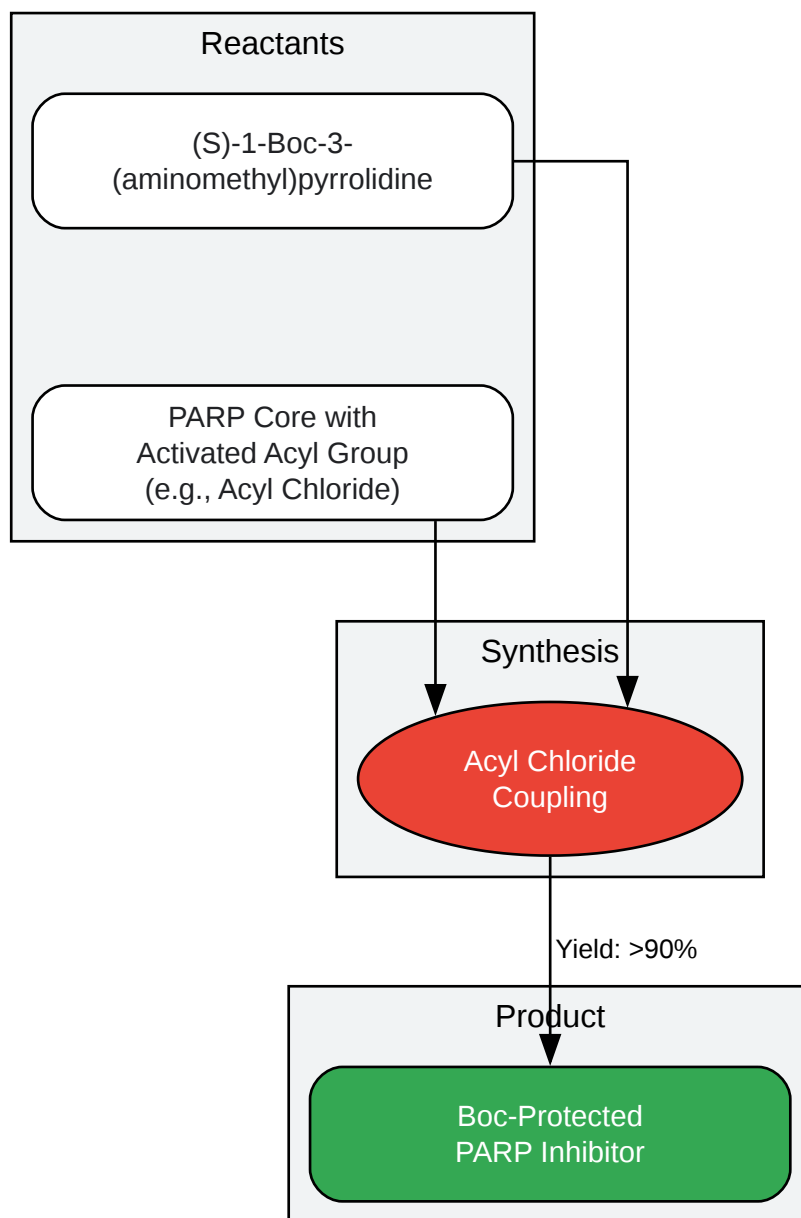 Reactants
(S)-1-Boc-3-
(aminomethyl)pyrrolidine
PARP Core with
Activated Acyl Group
(e.g., Acyl Chloride)
Synthesis
Acyl Chloride
Coupling
Yield: >90%
Product
Boc-Protected
PARP Inhibitor